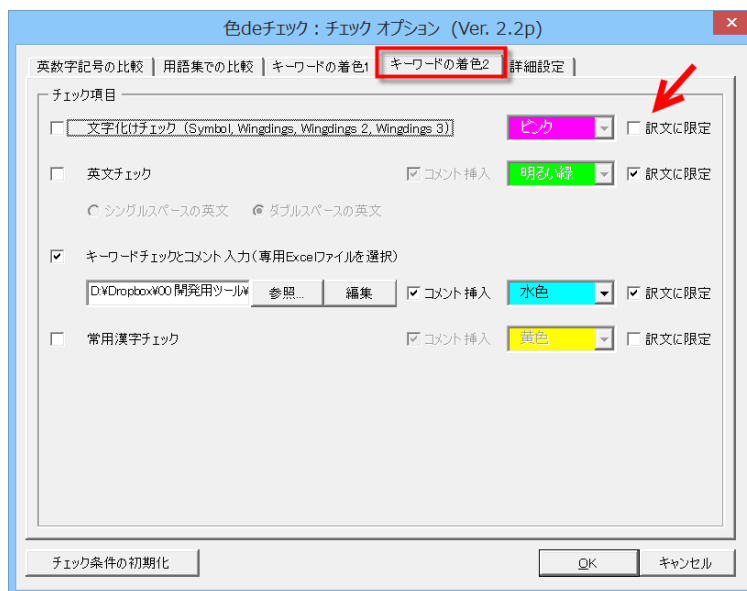 色deチェック：チェック オプション (Ver. 2.2p)
英数字記号の比較 用語集での比較 キーワードの着色1 キーワードの着色2 詳細設定
チェック項目
文字化けチェック (Symbol, Wingdings, Wingdings 2, Wingdings 3) ピンク 訳文に限定
英文チェック コメント挿入 明るい緑 訳文に限定
シングルスペースの英文 ダブルスペースの英文
キーワードチェックとコメント入力(専用Excelファイルを選択)
D:¥Dropbox¥00 開発用ツール¥ 参照... 編集 コメント挿入 水色 訳文に限定
常用漢字チェック コメント挿入 黄色 訳文に限定
チェック条件の初期化 OK キャンセル